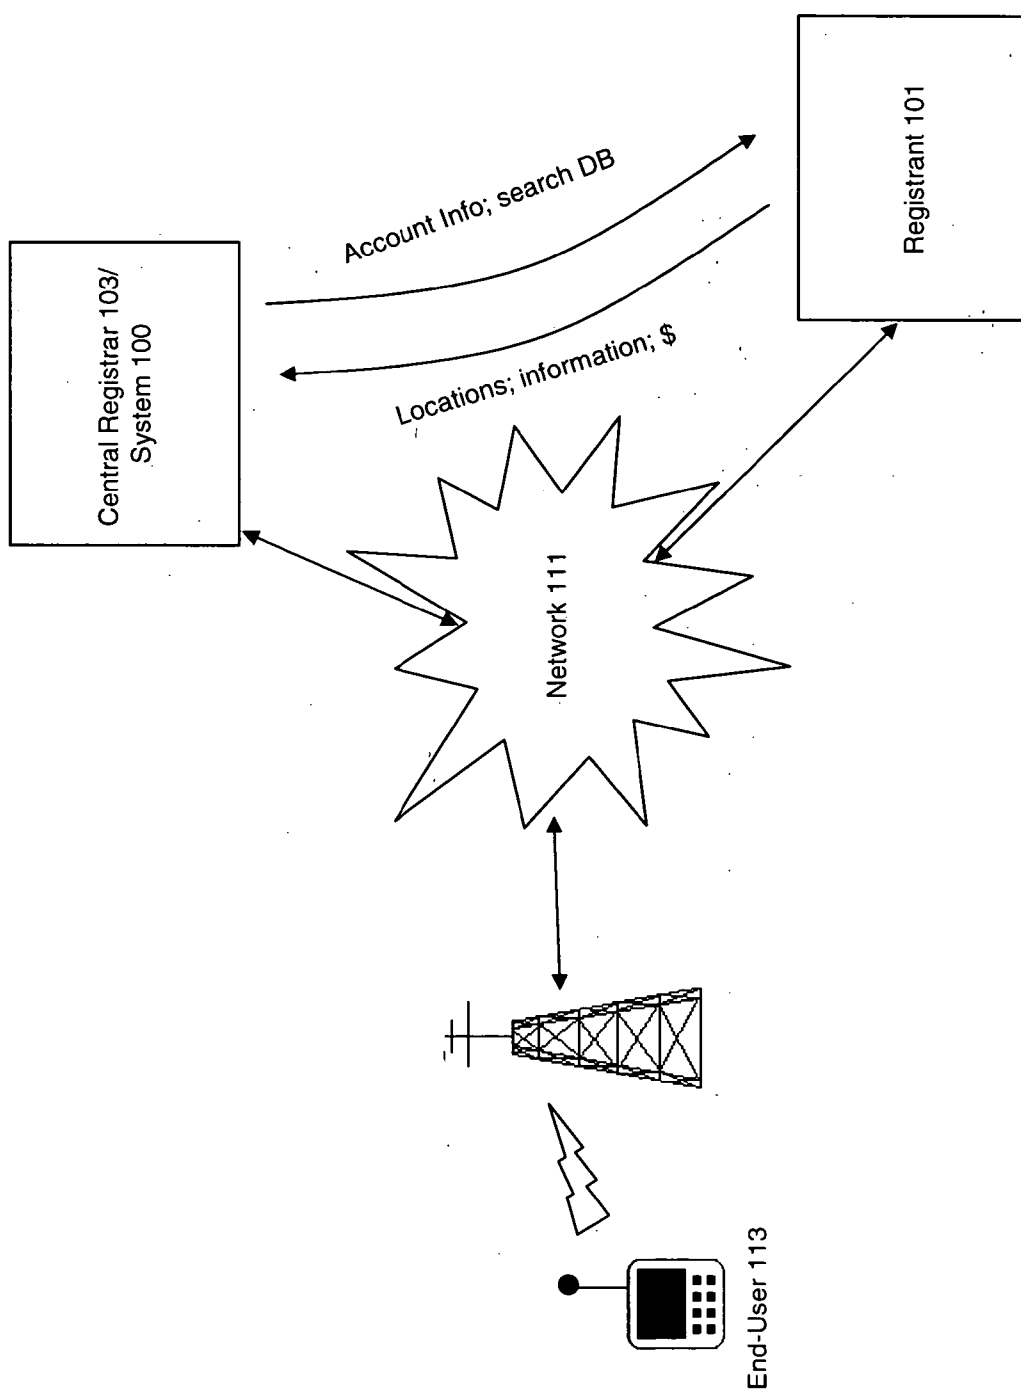 Central Registrar 103/
System 100
Account Info; search DB
Locations; information; $
Registrant 101
Network 111
End-User 113